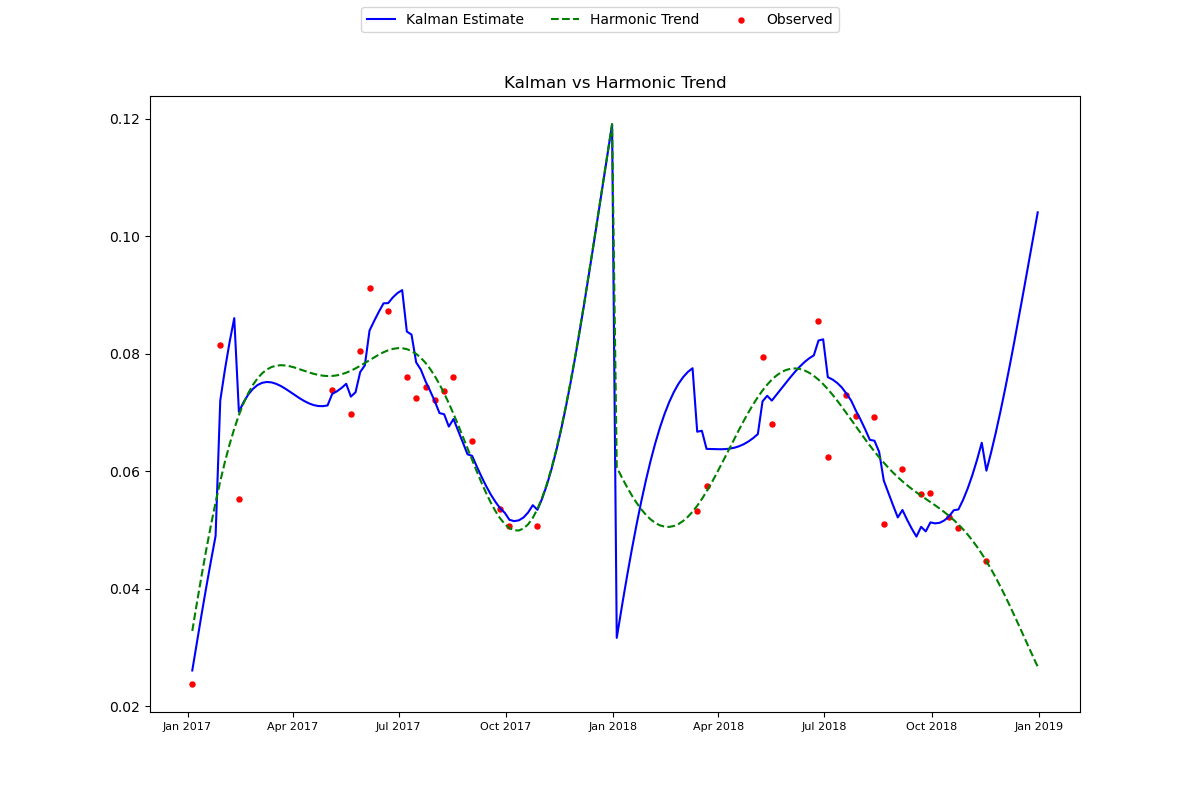 Kalman Estimate Harmonic Trend Observed
Kalman vs Harmonic Trend
0.12
0.10
0.08
0.06
0.04
0.02
Jan 2017 Apr 2017 Jul 2017 Oct 2017 Jan 2018 Apr 2018 Jul 2018 Oct 2018 Jan 2019